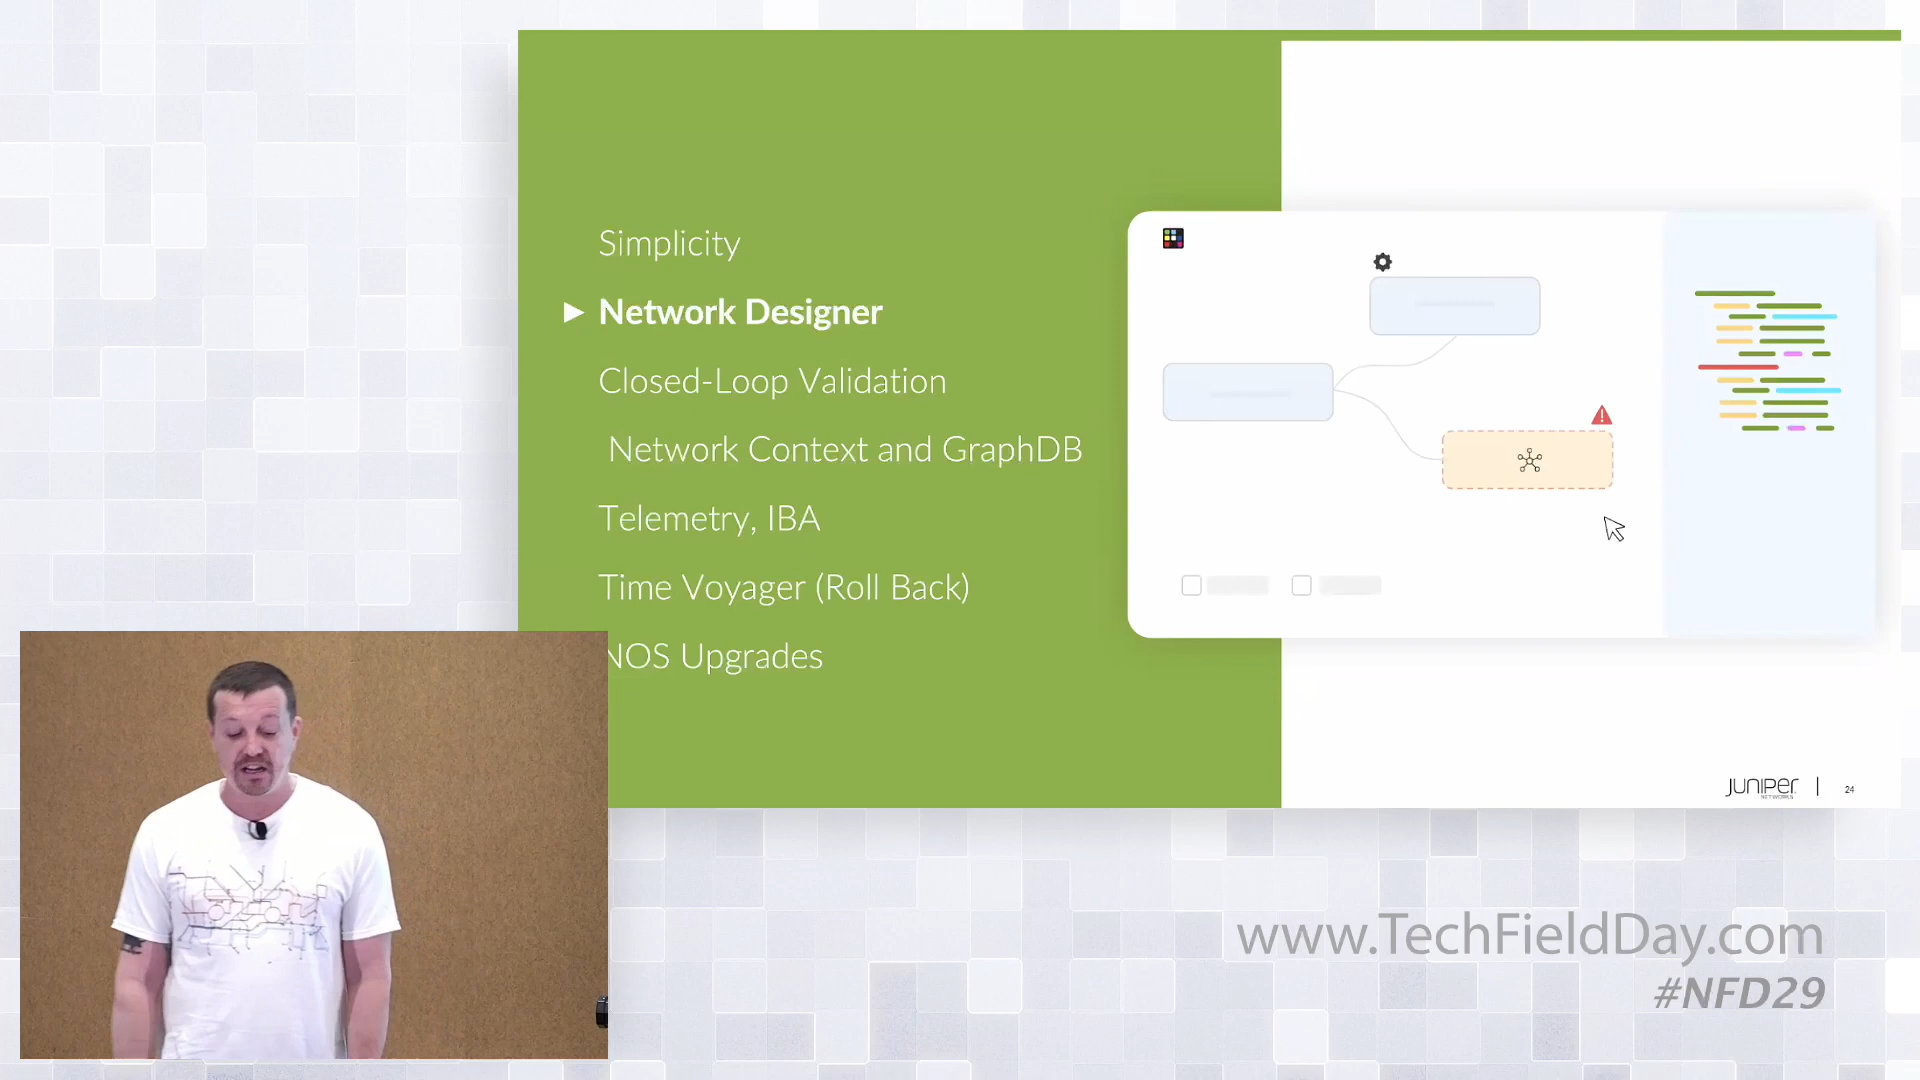 Simplicity
▶ Network Designer
Closed-Loop Validation
Network Context and GraphDB
Telemetry, IBA
Time Voyager (Roll Back)
NOS Upgrades
JUNIPER
NETWORKS
24
www.TechFieldDay.com
#NFD29